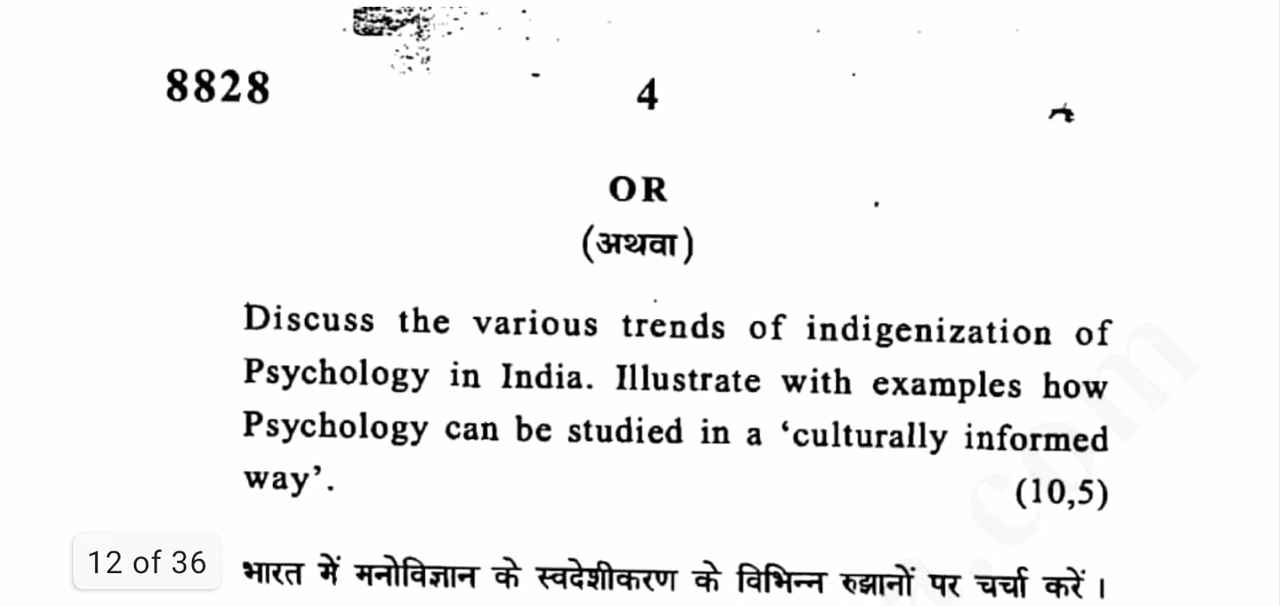 8828
4
OR
(अथवा)
Discuss the various trends of indigenization of
Psychology in India. Illustrate with examples how
Psychology can be studied in a ‘culturally informed
way’.
(10,5)
12 of 36
भारत में मनोविज्ञान के स्वदेशीकरण के विभिन्न रुझानों पर चर्चा करें ।